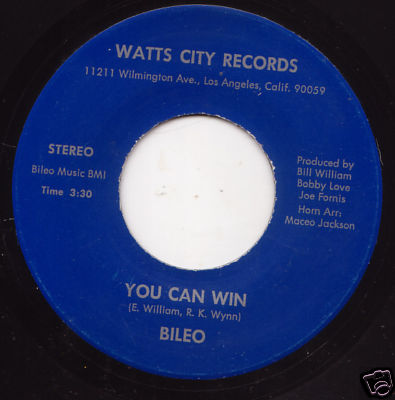 WATTS CITY RECORDS
11211 Wilmington Ave., Los Angeles, Calif. 90059
STEREO
Bileo Music BMI
Time 3:30
Produced by
Bill William
Bobby Love
Joe Fornis
Horn Arr:
Maceo Jackson
YOU CAN WIN
(E. William, R. K. Wynn)
BILEO